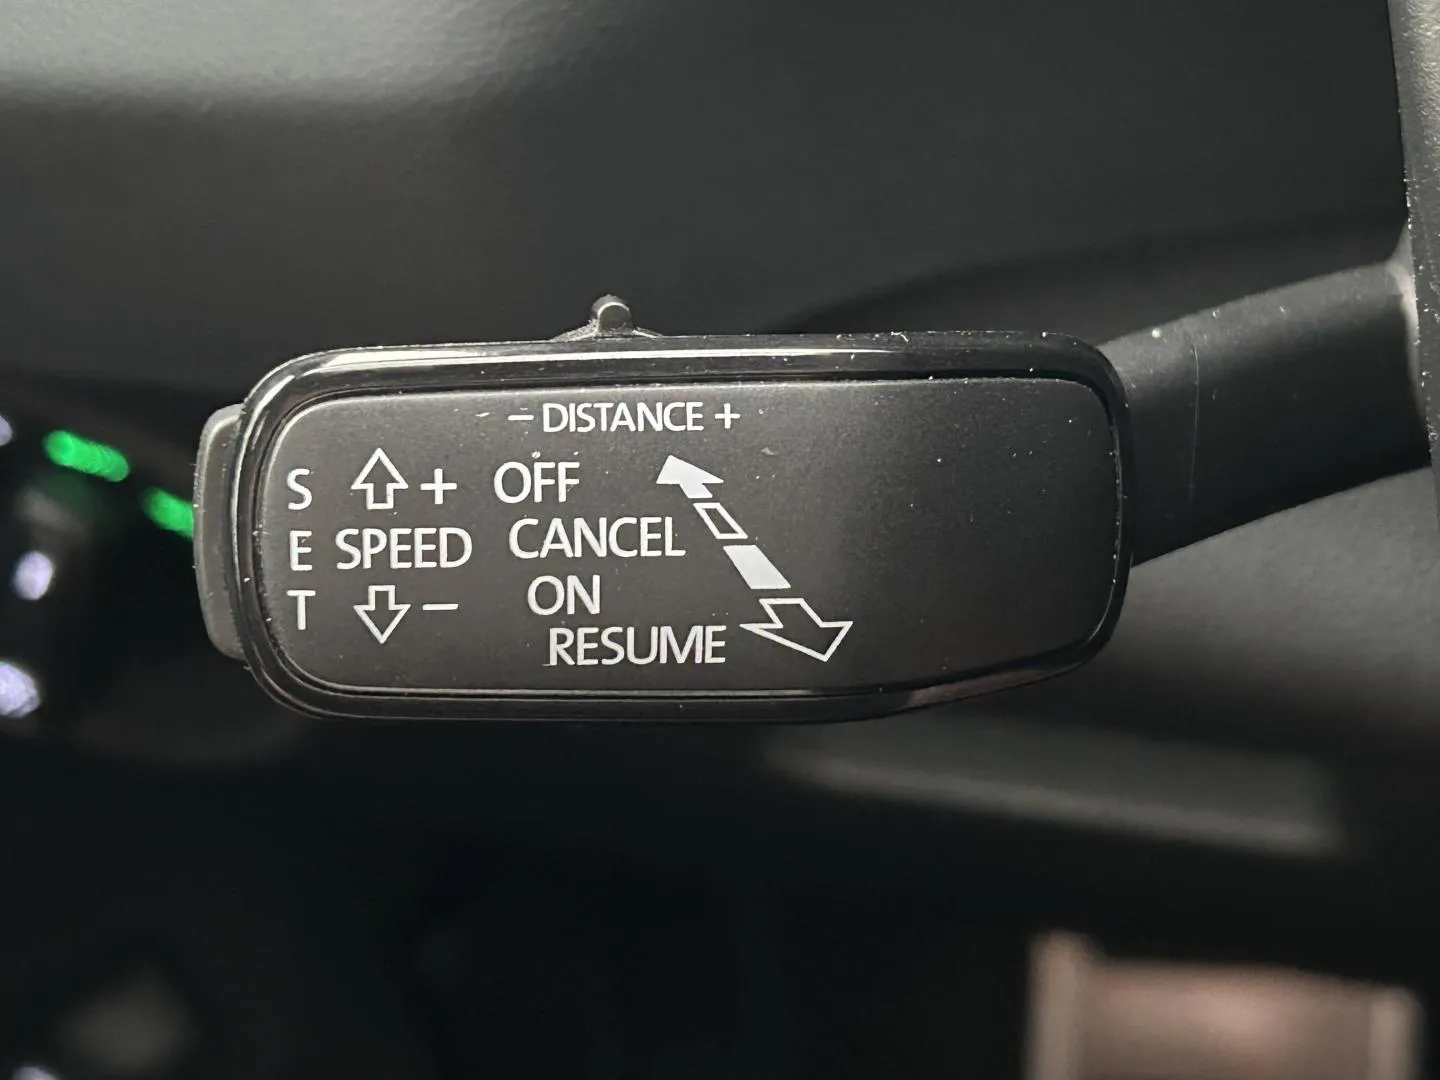 − DISTANCE +
S + OFF
E SPEED CANCEL
T − ON
RESUME